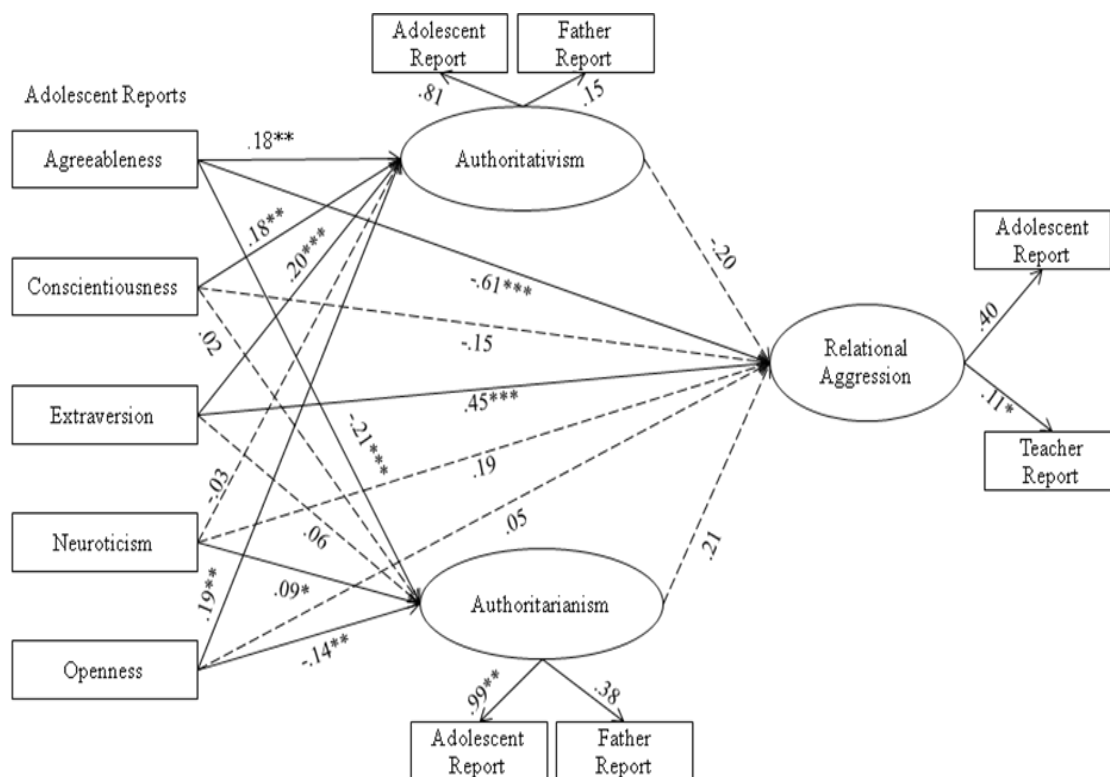 Adolescent
Report
Father
Report
.81
.15
Adolescent Reports
Agreeableness
.18**
Authoritativism
.18**
.20***
-.20
Adolescent
Report
Conscientiousness
-.61***
.02
-.15
.40
Relational
Aggression
Extraversion
.45***
-.21***
.11*
Teacher
Report
-.03
.19
.06
.05
Neuroticism
.21
.09*
Authoritarianism
.19**
-.14**
Openness
.99**
.38
Adolescent
Report
Father
Report